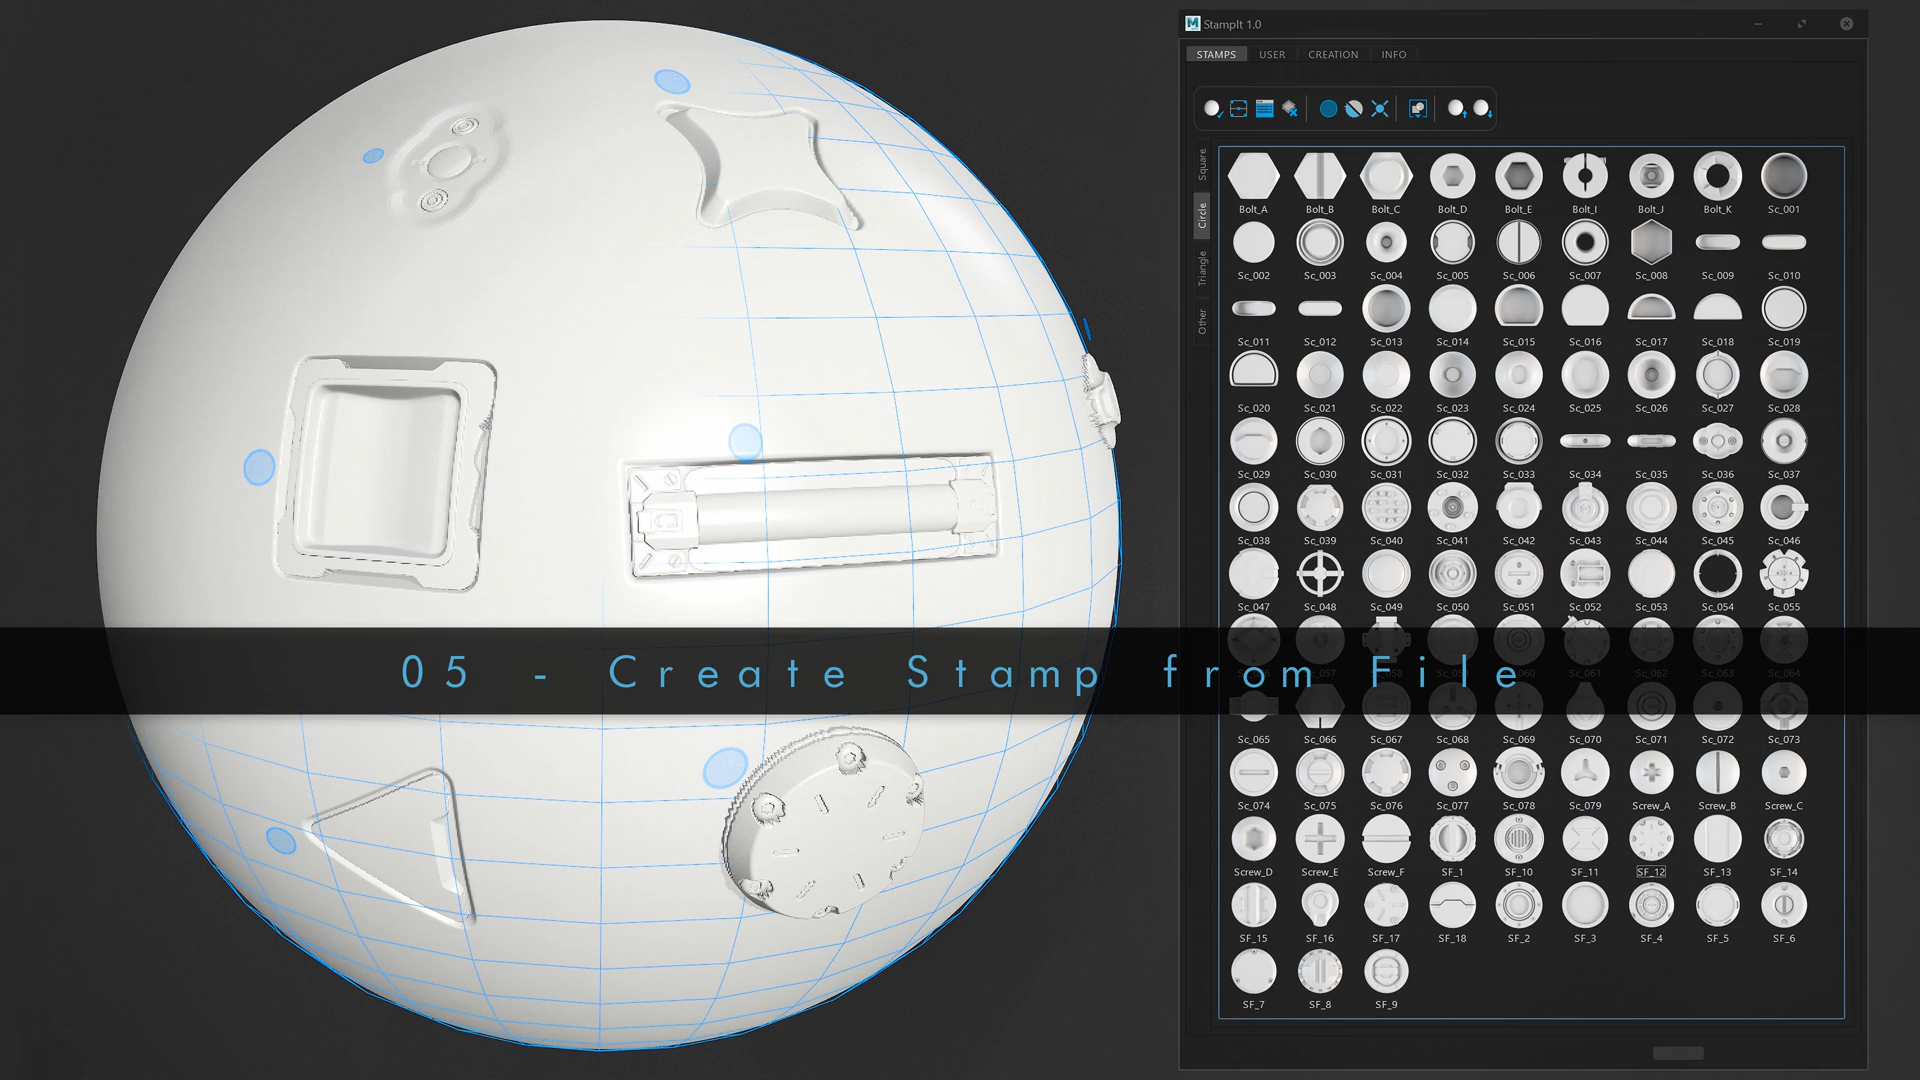 StampIt 1.0
STAMPS USER CREATION INFO
Square
Circle
Triangle
Other
Bolt_A Bolt_B Bolt_C Bolt_D Bolt_E Bolt_I Bolt_J Bolt_K Sc_001
Sc_002 Sc_003 Sc_004 Sc_005 Sc_006 Sc_007 Sc_008 Sc_009 Sc_010
Sc_011 Sc_012 Sc_013 Sc_014 Sc_015 Sc_016 Sc_017 Sc_018 Sc_019
Sc_020 Sc_021 Sc_022 Sc_023 Sc_024 Sc_025 Sc_026 Sc_027 Sc_028
Sc_029 Sc_030 Sc_031 Sc_032 Sc_033 Sc_034 Sc_035 Sc_036 Sc_037
Sc_038 Sc_039 Sc_040 Sc_041 Sc_042 Sc_043 Sc_044 Sc_045 Sc_046
Sc_047 Sc_048 Sc_049 Sc_050 Sc_051 Sc_052 Sc_053 Sc_054 Sc_055
05 - Create Stamp from File
Sc_061 Sc_062 Sc_063 Sc_064
Sc_065 Sc_066 Sc_067 Sc_068 Sc_069 Sc_070 Sc_071 Sc_072 Sc_073
Sc_074 Sc_075 Sc_076 Sc_077 Sc_078 Sc_079 Screw_A Screw_B Screw_C
Screw_D Screw_E Screw_F SF_1 SF_10 SF_11 SF_12 SF_13 SF_14
SF_15 SF_16 SF_17 SF_18 SF_2 SF_3 SF_4 SF_5 SF_6
SF_7 SF_8 SF_9